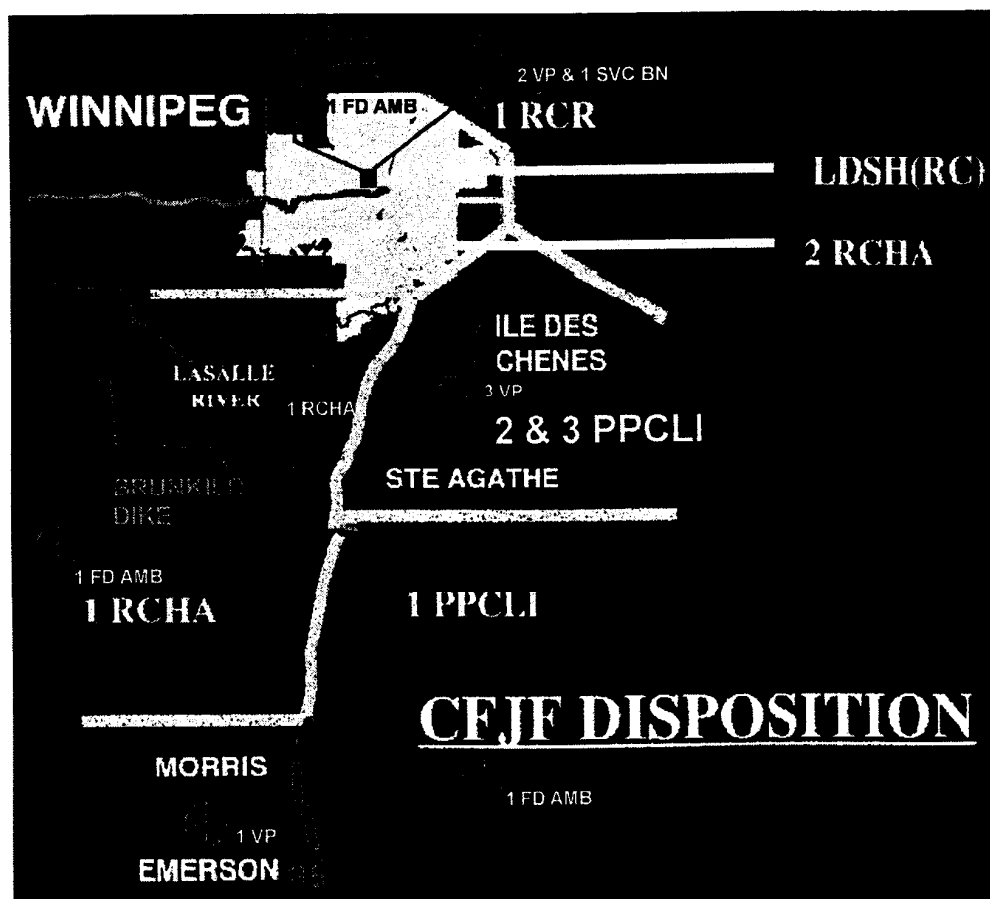 2 VP & 1 SVC BN
WINNIPEG
1 FD AMB
1 RCR
LDSH(RC)
2 RCHA
ILE DES
CHENES
LASALLE
RIVER
1 RCHA
3 VP
2 & 3 PPCLI
STE AGATHE
BRUNKILD
DIKE
1 FD AMB
1 RCHA
1 PPCLI
CFJF DISPOSITION
MORRIS
1 FD AMB
1 VP
EMERSON